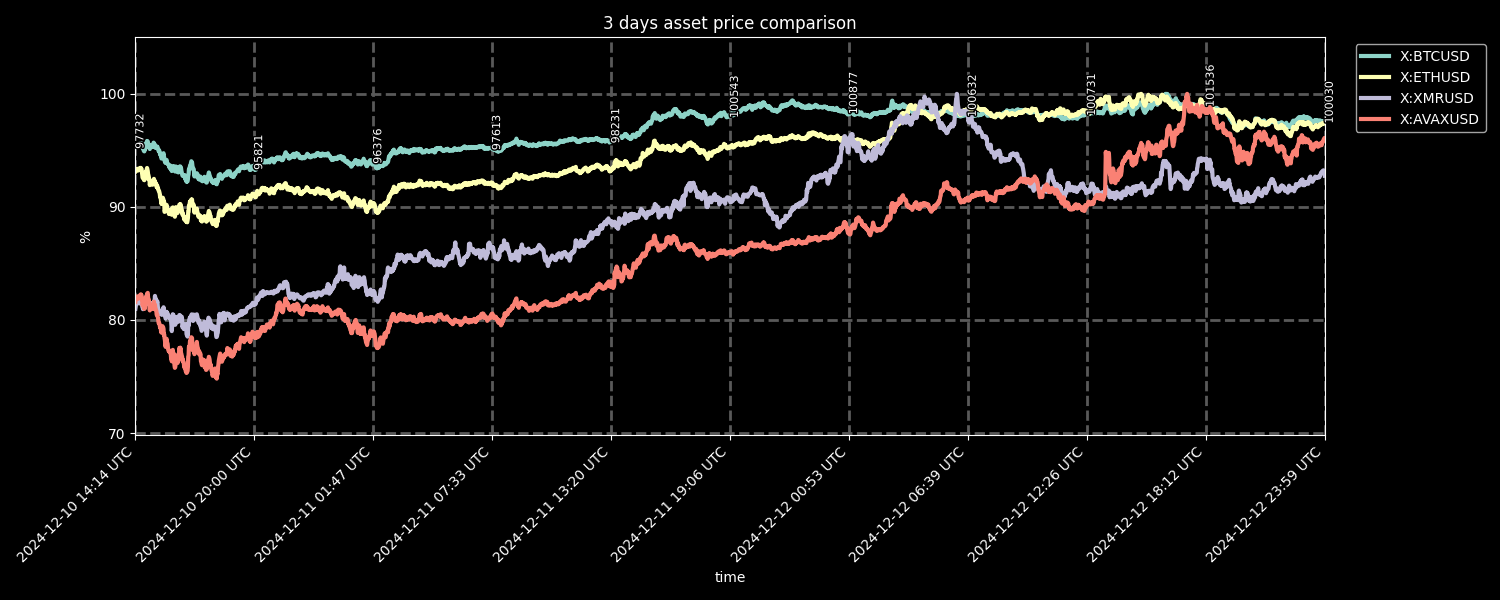 3 days asset price comparison
X:BTCUSD
X:ETHUSD
X:XMRUSD
X:AVAXUSD
%
100
90
80
70
97732
95821
96376
97613
98231
100543
100877
100632
100731
101536
100030
2024-12-10 14:14 UTC
2024-12-10 20:00 UTC
2024-12-11 01:47 UTC
2024-12-11 07:33 UTC
2024-12-11 13:20 UTC
2024-12-11 19:06 UTC
2024-12-12 00:53 UTC
2024-12-12 06:39 UTC
2024-12-12 12:26 UTC
2024-12-12 18:12 UTC
2024-12-12 23:59 UTC
time